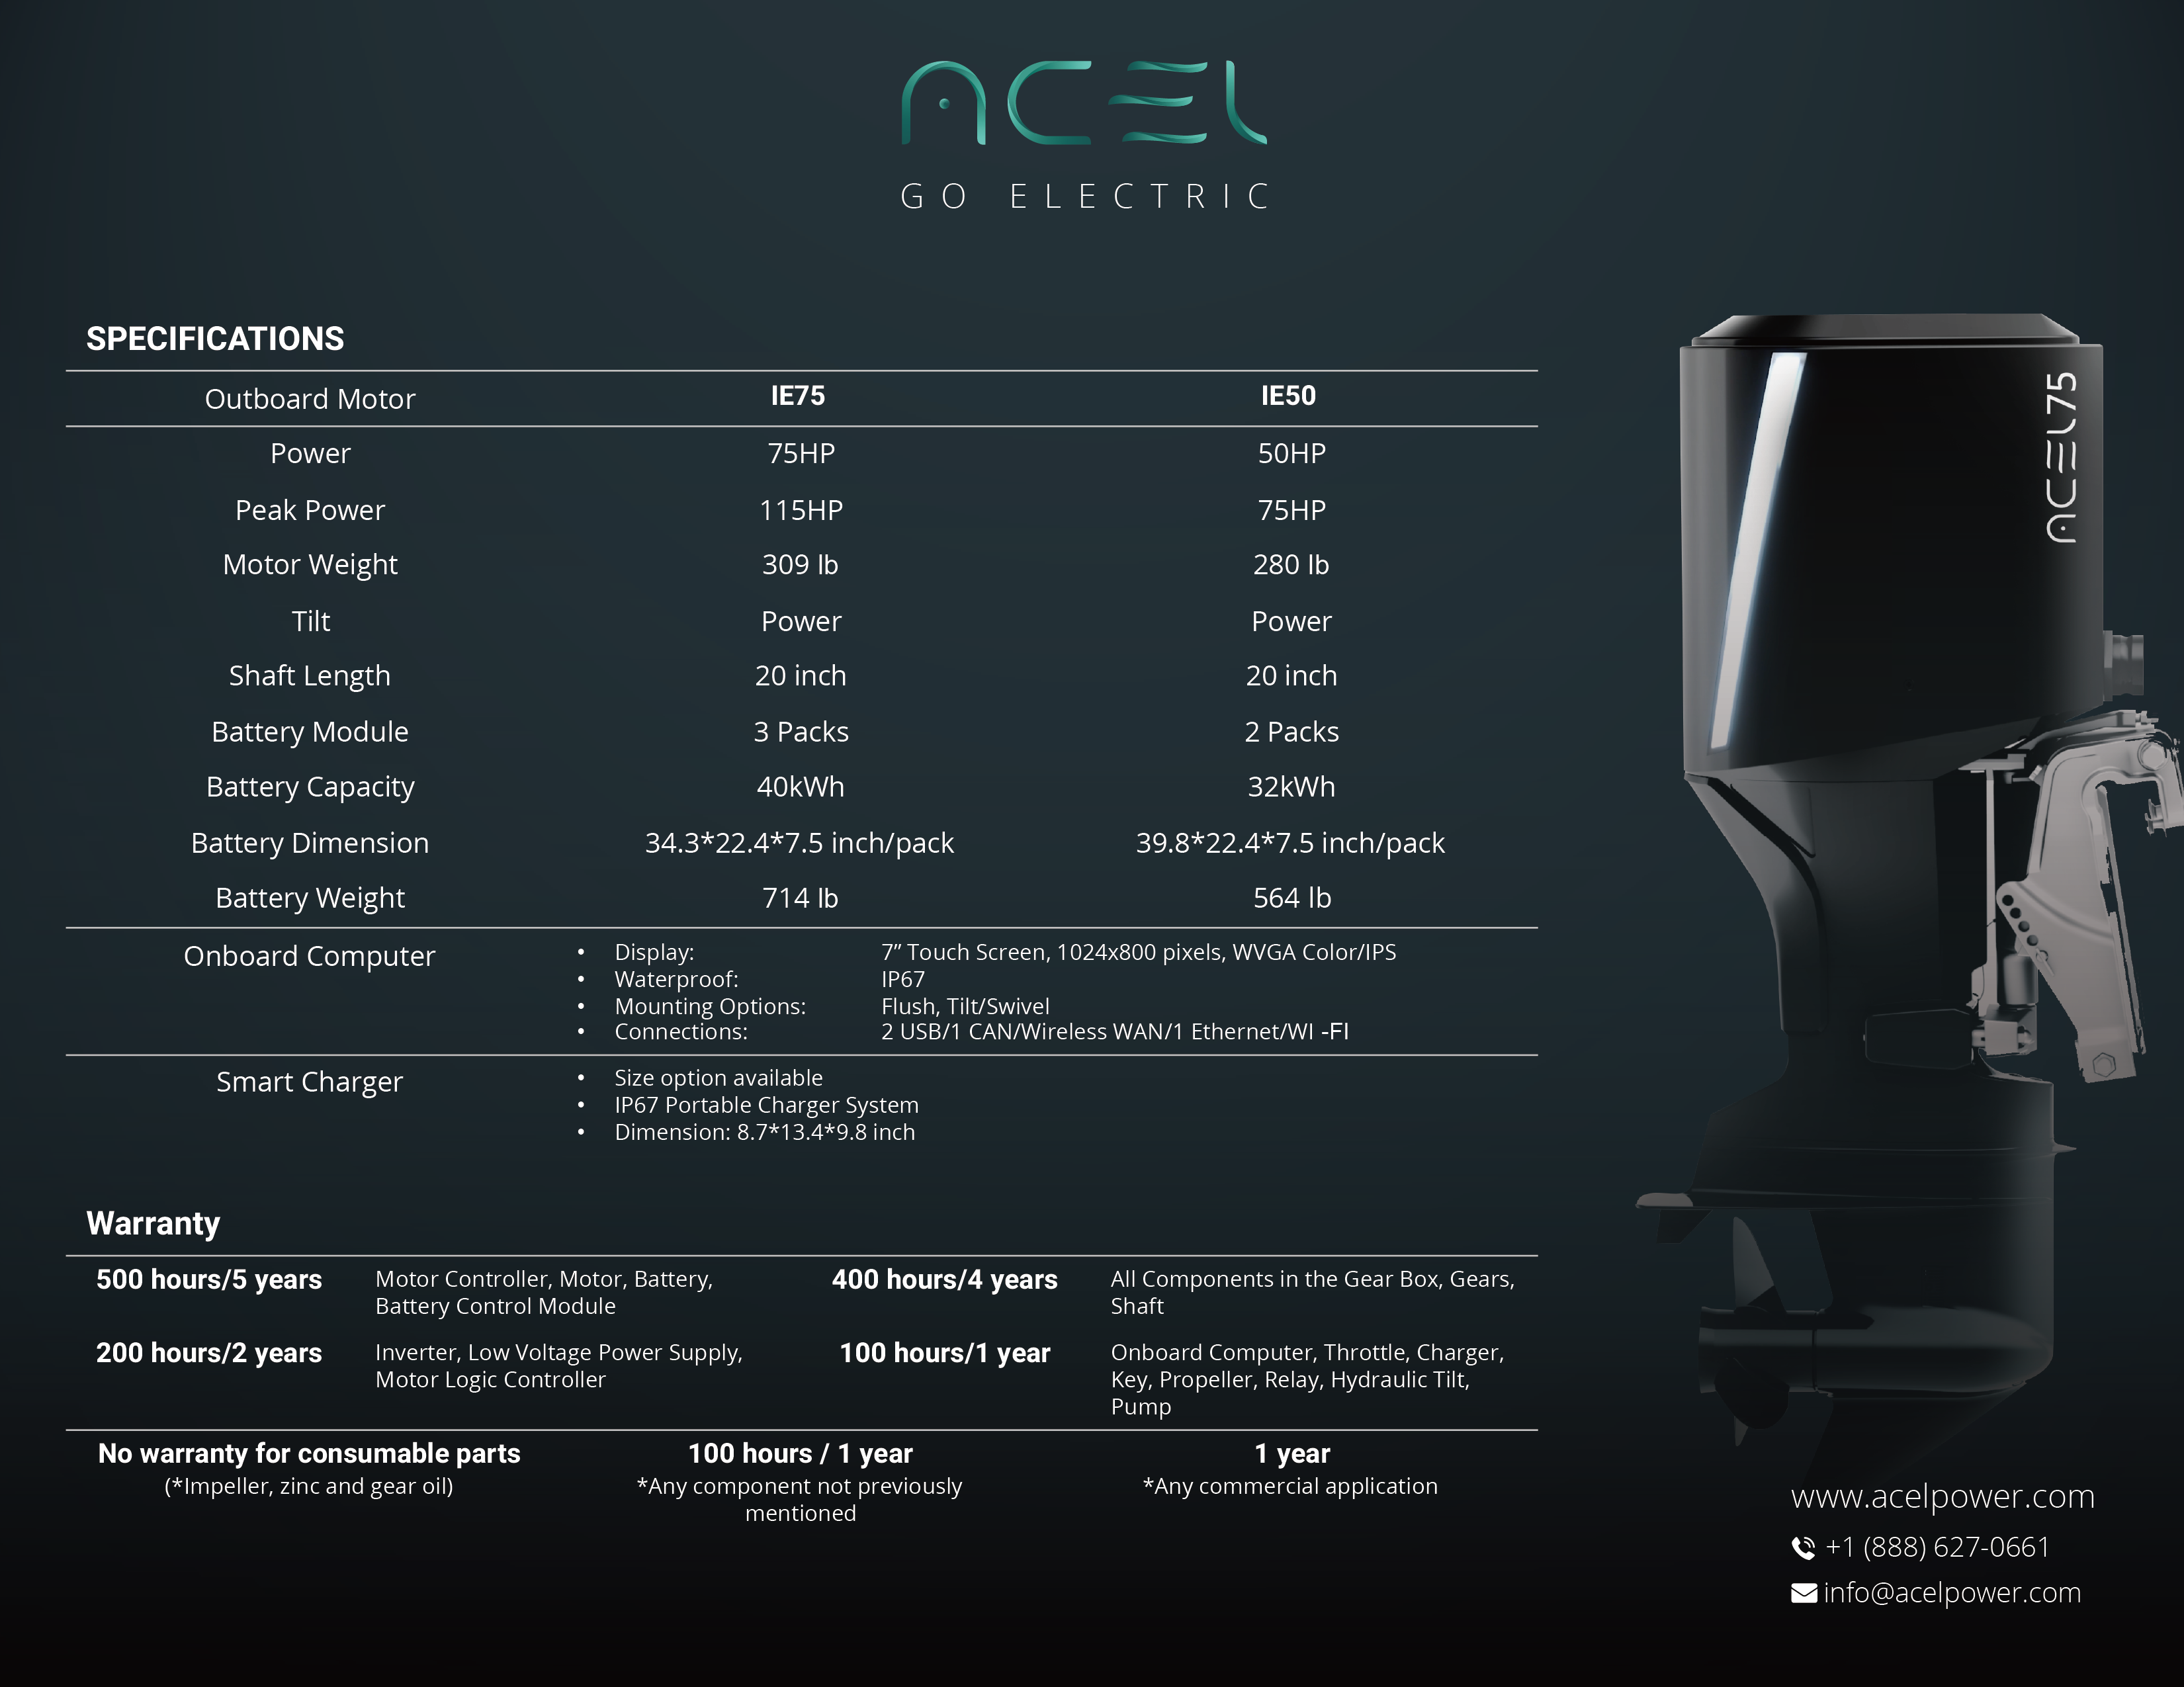 ACEL
GO ELECTRIC
SPECIFICATIONS
Outboard Motor IE75 IE50
Power 75HP 50HP
Peak Power 115HP 75HP
Motor Weight 309 lb 280 lb
Tilt Power Power
Shaft Length 20 inch 20 inch
Battery Module 3 Packs 2 Packs
Battery Capacity 40kWh 32kWh
Battery Dimension 34.3*22.4*7.5 inch/pack 39.8*22.4*7.5 inch/pack
Battery Weight 714 lb 564 lb
Onboard Computer
• Display: 7” Touch Screen, 1024x800 pixels, WVGA Color/IPS
• Waterproof: IP67
• Mounting Options: Flush, Tilt/Swivel
• Connections: 2 USB/1 CAN/Wireless WAN/1 Ethernet/WI -FI
Smart Charger
• Size option available
• IP67 Portable Charger System
• Dimension: 8.7*13.4*9.8 inch
Warranty
500 hours/5 years
Motor Controller, Motor, Battery,
Battery Control Module
400 hours/4 years
All Components in the Gear Box, Gears,
Shaft
200 hours/2 years
Inverter, Low Voltage Power Supply,
Motor Logic Controller
100 hours/1 year
Onboard Computer, Throttle, Charger,
Key, Propeller, Relay, Hydraulic Tilt,
Pump
No warranty for consumable parts
(*Impeller, zinc and gear oil)
100 hours / 1 year
*Any component not previously
mentioned
1 year
*Any commercial application
ACEL75
www.acelpower.com
+1 (888) 627-0661
info@acelpower.com